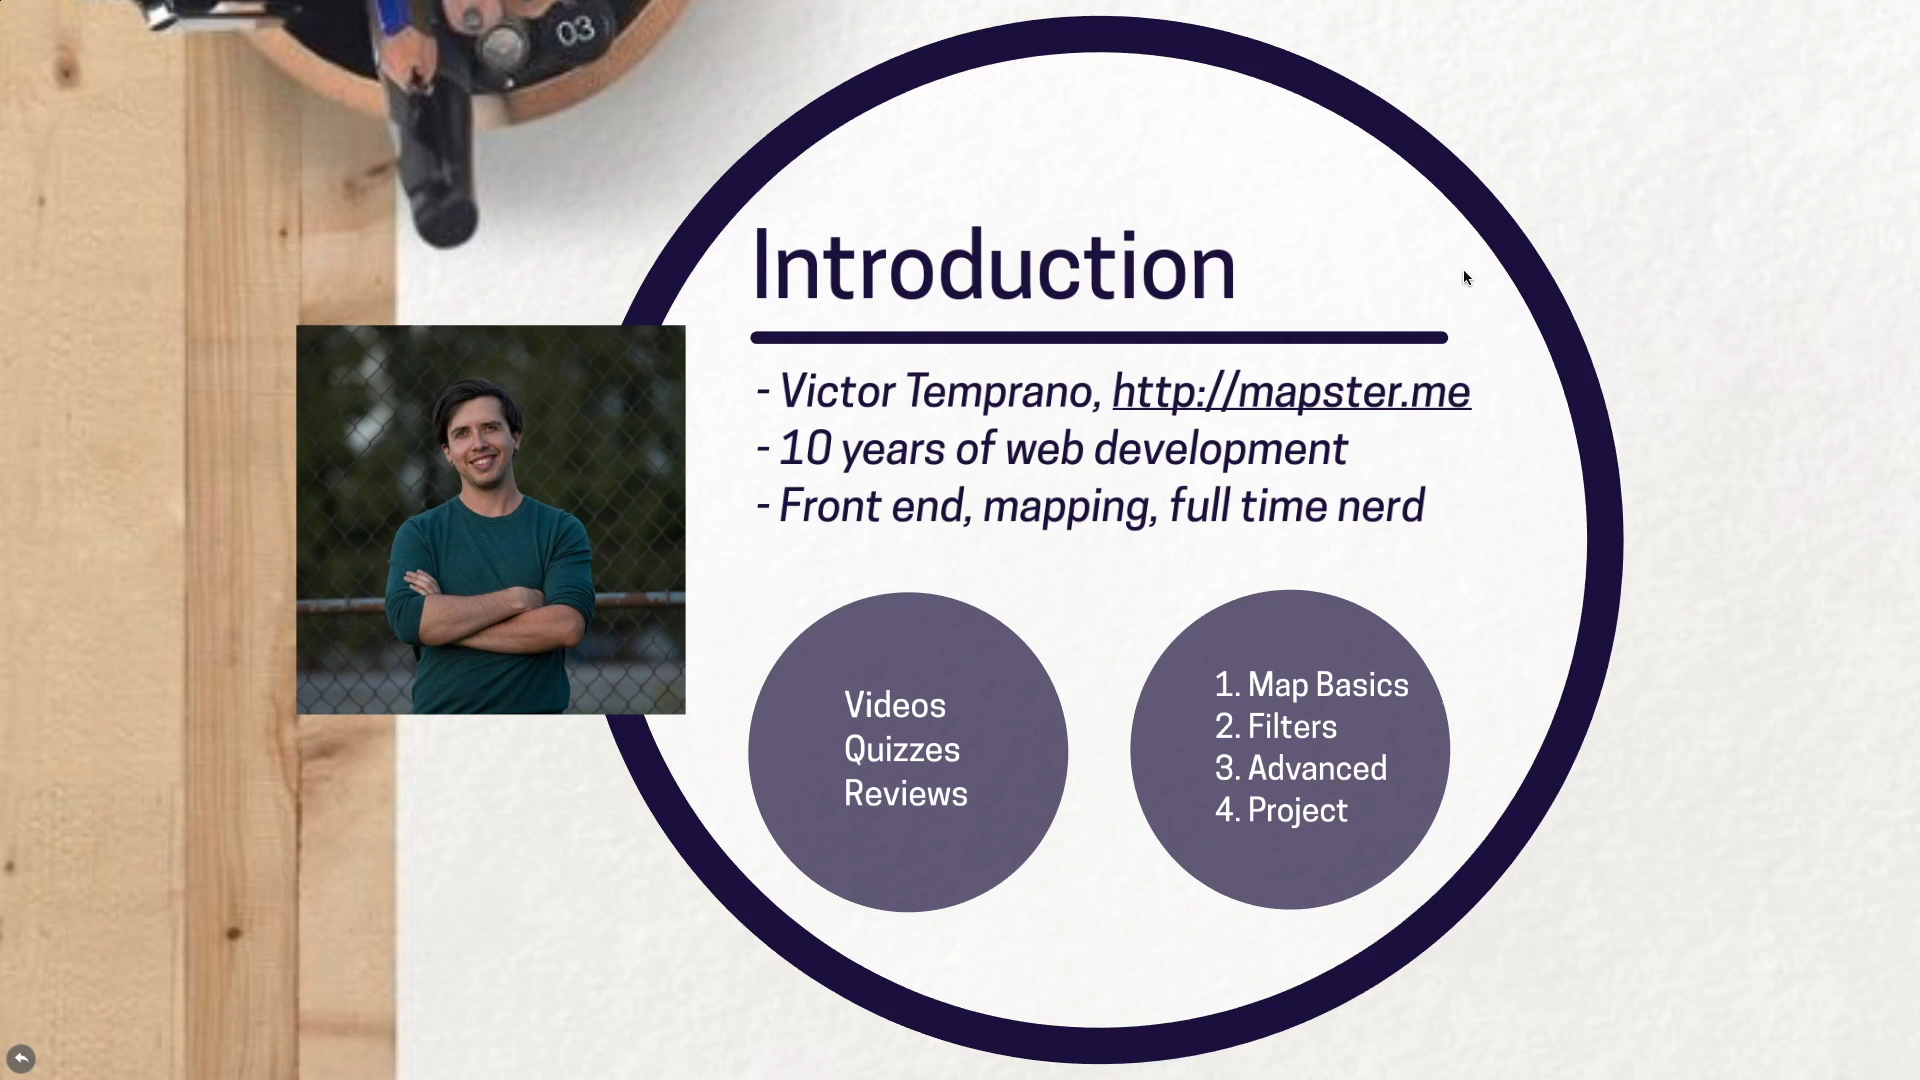 03
Introduction
- Victor Temprano, http://mapster.me
- 10 years of web development
- Front end, mapping, full time nerd
Videos
Quizzes
Reviews
1. Map Basics
2. Filters
3. Advanced
4. Project